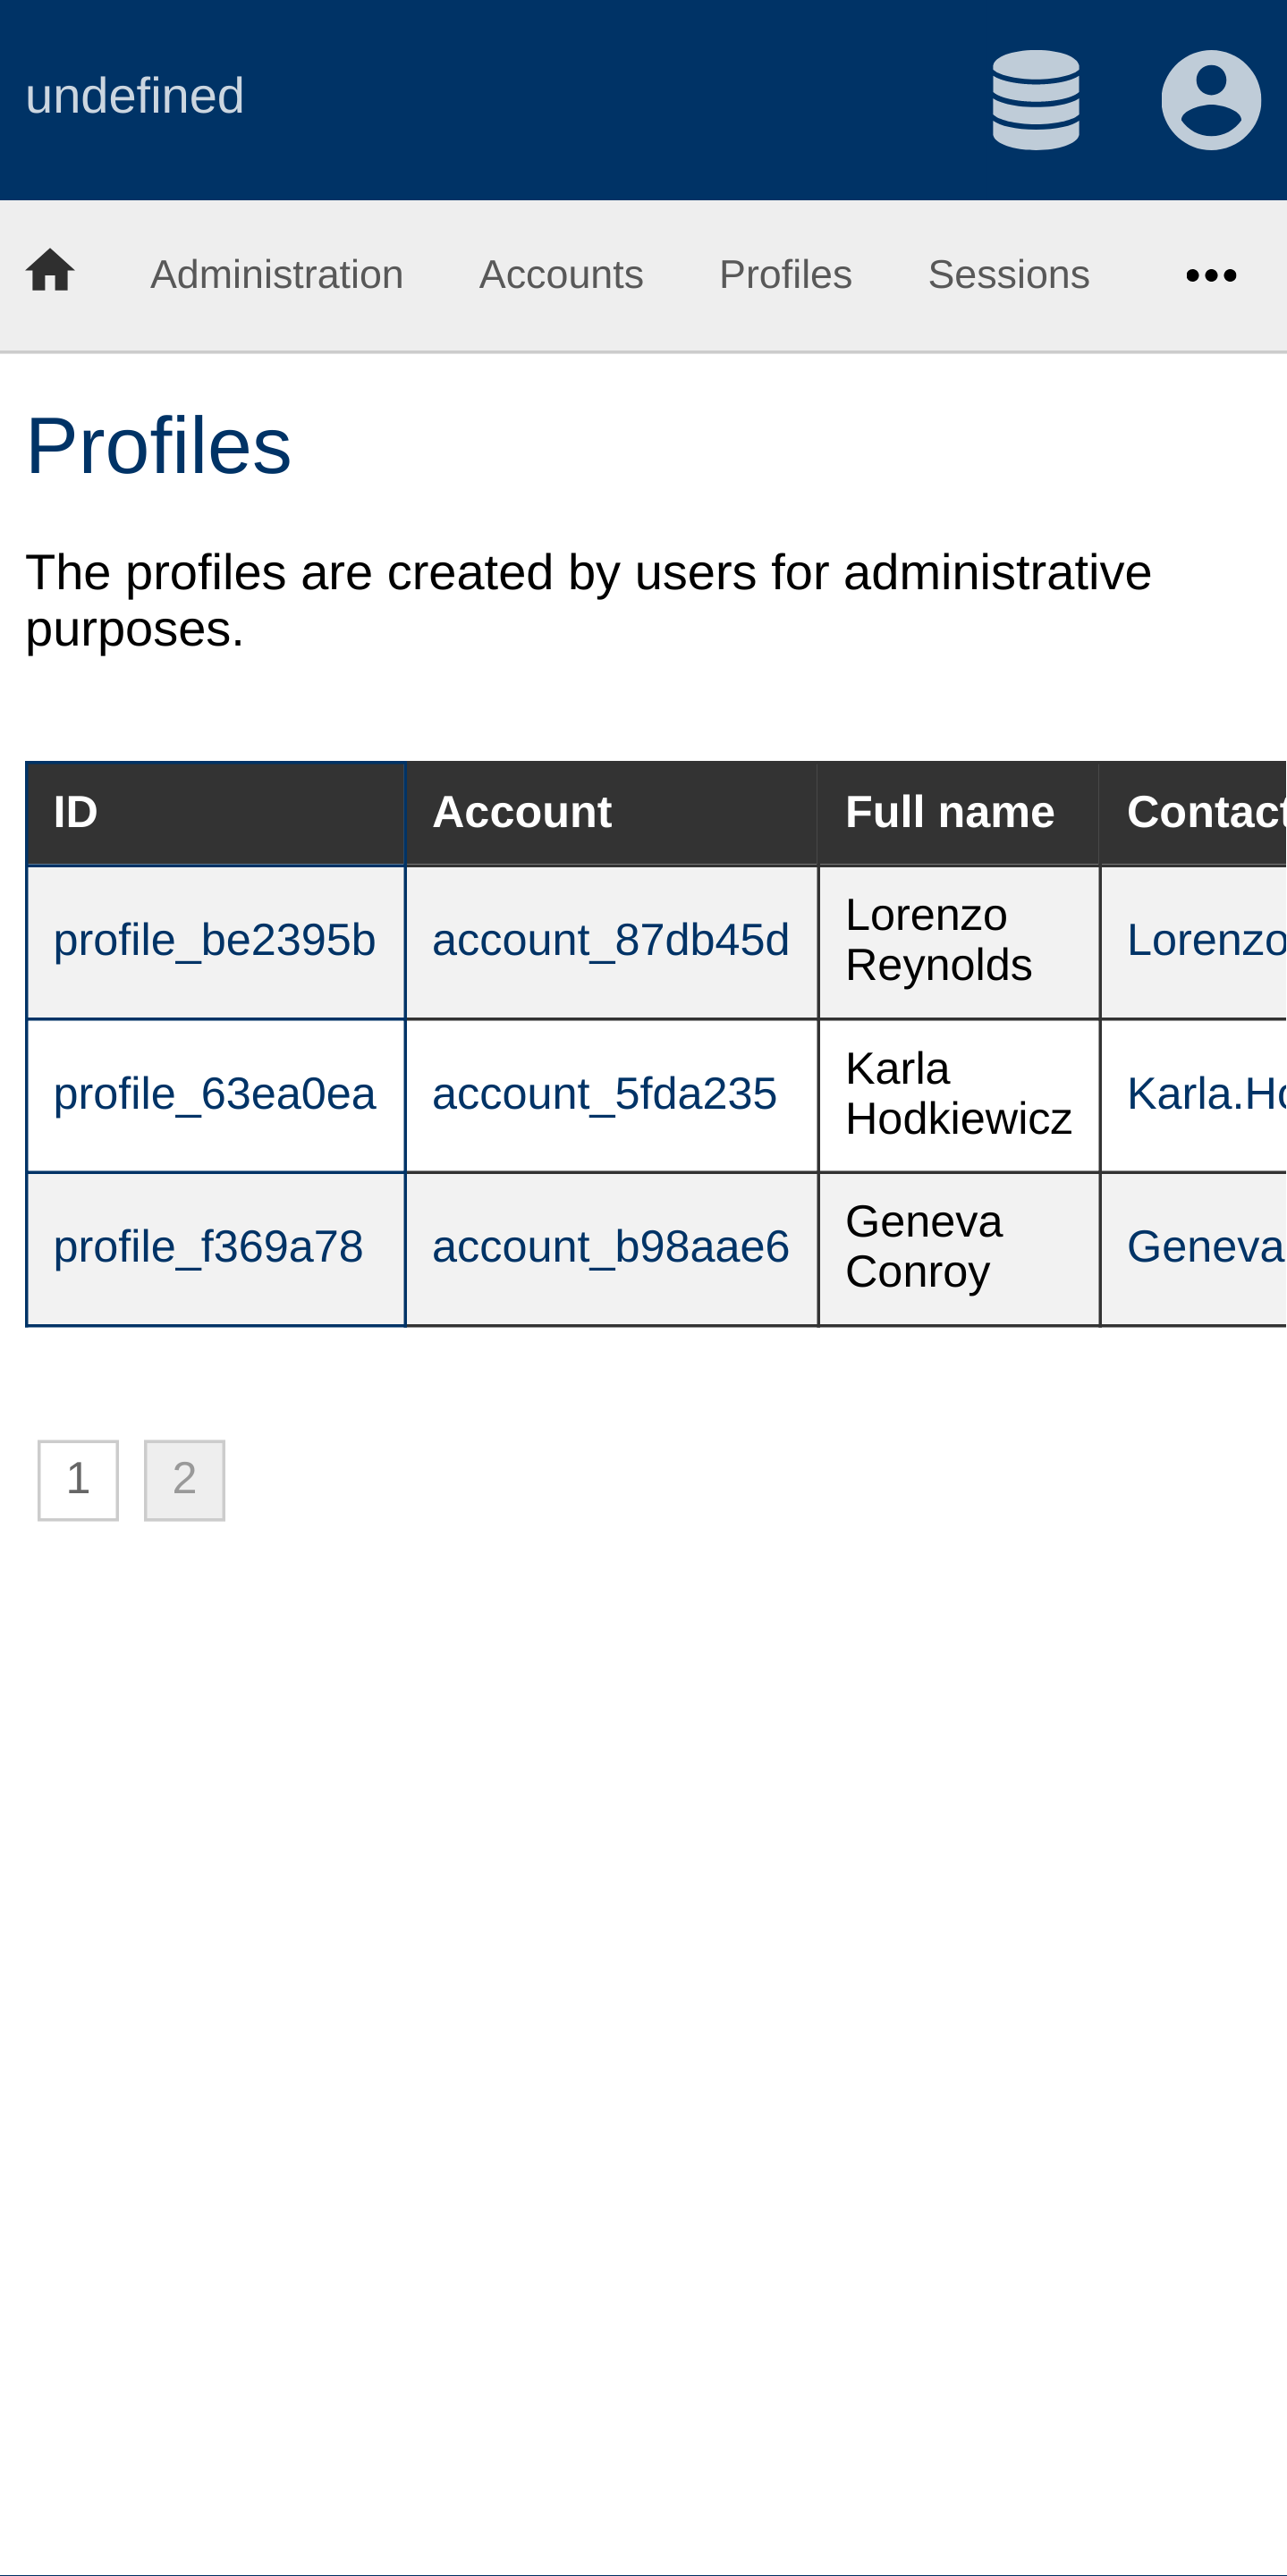 undefined
Administration Accounts Profiles Sessions
Profiles
The profiles are created by users for administrative
purposes.
ID Account Full name Contact
profile_be2395b account_87db45d Lorenzo Reynolds Lorenzo
profile_63ea0ea account_5fda235 Karla Hodkiewicz Karla.Ho
profile_f369a78 account_b98aae6 Geneva Conroy Geneva
1 2